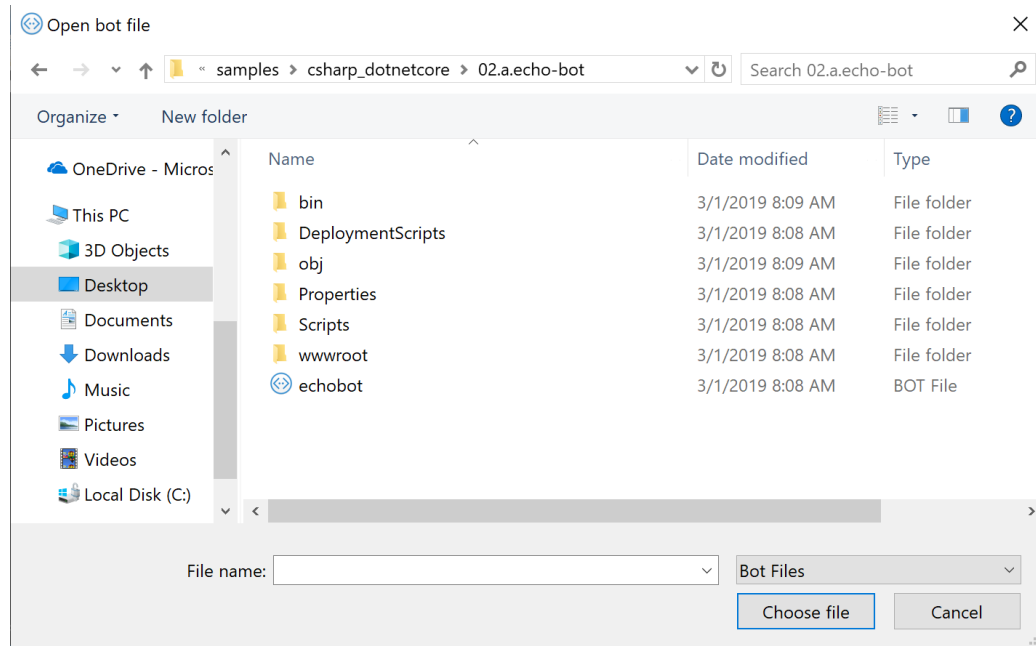 Open bot file
« samples > csharp_dotnetcore > 02.a.echo-bot
Search 02.a.echo-bot
Organize New folder
?
OneDrive - Micros
This PC
3D Objects
Desktop
Documents
Downloads
Music
Pictures
Videos
Local Disk (C:)
Name Date modified Type
bin 3/1/2019 8:09 AM File folder
DeploymentScripts 3/1/2019 8:08 AM File folder
obj 3/1/2019 8:09 AM File folder
Properties 3/1/2019 8:08 AM File folder
Scripts 3/1/2019 8:08 AM File folder
wwwroot 3/1/2019 8:08 AM File folder
echobot 3/1/2019 8:08 AM BOT File
File name: Bot Files
Choose file Cancel